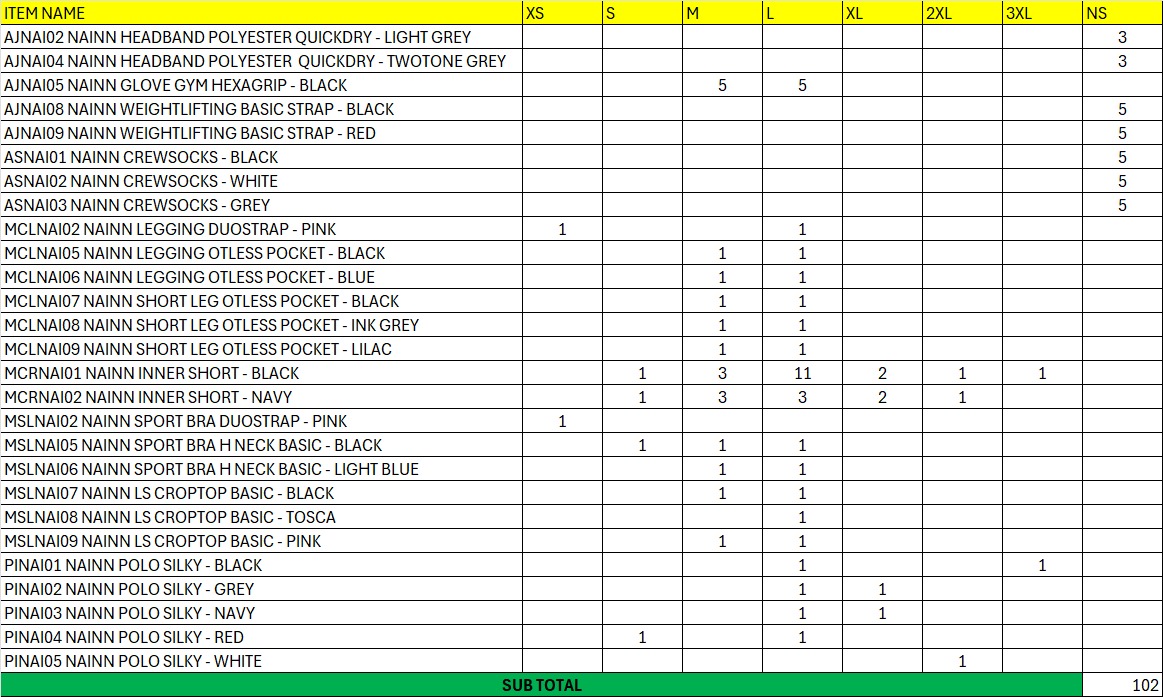 ITEM NAME XS S M L XL 2XL 3XL NS
AJNAI02 NAINN HEADBAND POLYESTER QUICKDRY - LIGHT GREY 3
AJNAI04 NAINN HEADBAND POLYESTER  QUICKDRY - TWOTONE GREY 3
AJNAI05 NAINN GLOVE GYM HEXAGRIP - BLACK 5 5
AJNAI08 NAINN WEIGHTLIFTING BASIC STRAP - BLACK 5
AJNAI09 NAINN WEIGHTLIFTING BASIC STRAP - RED 5
ASNAI01 NAINN CREWSOCKS - BLACK 5
ASNAI02 NAINN CREWSOCKS - WHITE 5
ASNAI03 NAINN CREWSOCKS - GREY 5
MCLNAI02 NAINN LEGGING DUOSTRAP - PINK 1 1
MCLNAI05 NAINN LEGGING OTLESS POCKET - BLACK 1 1
MCLNAI06 NAINN LEGGING OTLESS POCKET - BLUE 1 1
MCLNAI07 NAINN SHORT LEG OTLESS POCKET - BLACK 1 1
MCLNAI08 NAINN SHORT LEG OTLESS POCKET - INK GREY 1 1
MCLNAI09 NAINN SHORT LEG OTLESS POCKET - LILAC 1 1
MCRNAI01 NAINN INNER SHORT - BLACK 1 3 11 2 1 1
MCRNAI02 NAINN INNER SHORT - NAVY 1 3 3 2 1
MSLNAI02 NAINN SPORT BRA DUOSTRAP - PINK 1
MSLNAI05 NAINN SPORT BRA H NECK BASIC - BLACK 1 1 1
MSLNAI06 NAINN SPORT BRA H NECK BASIC - LIGHT BLUE 1 1
MSLNAI07 NAINN LS CROPTOP BASIC - BLACK 1 1
MSLNAI08 NAINN LS CROPTOP BASIC - TOSCA 1
MSLNAI09 NAINN LS CROPTOP BASIC - PINK 1 1
PINAI01 NAINN POLO SILKY - BLACK 1 1
PINAI02 NAINN POLO SILKY - GREY 1 1
PINAI03 NAINN POLO SILKY - NAVY 1 1
PINAI04 NAINN POLO SILKY - RED 1 1
PINAI05 NAINN POLO SILKY - WHITE 1
SUB TOTAL 102